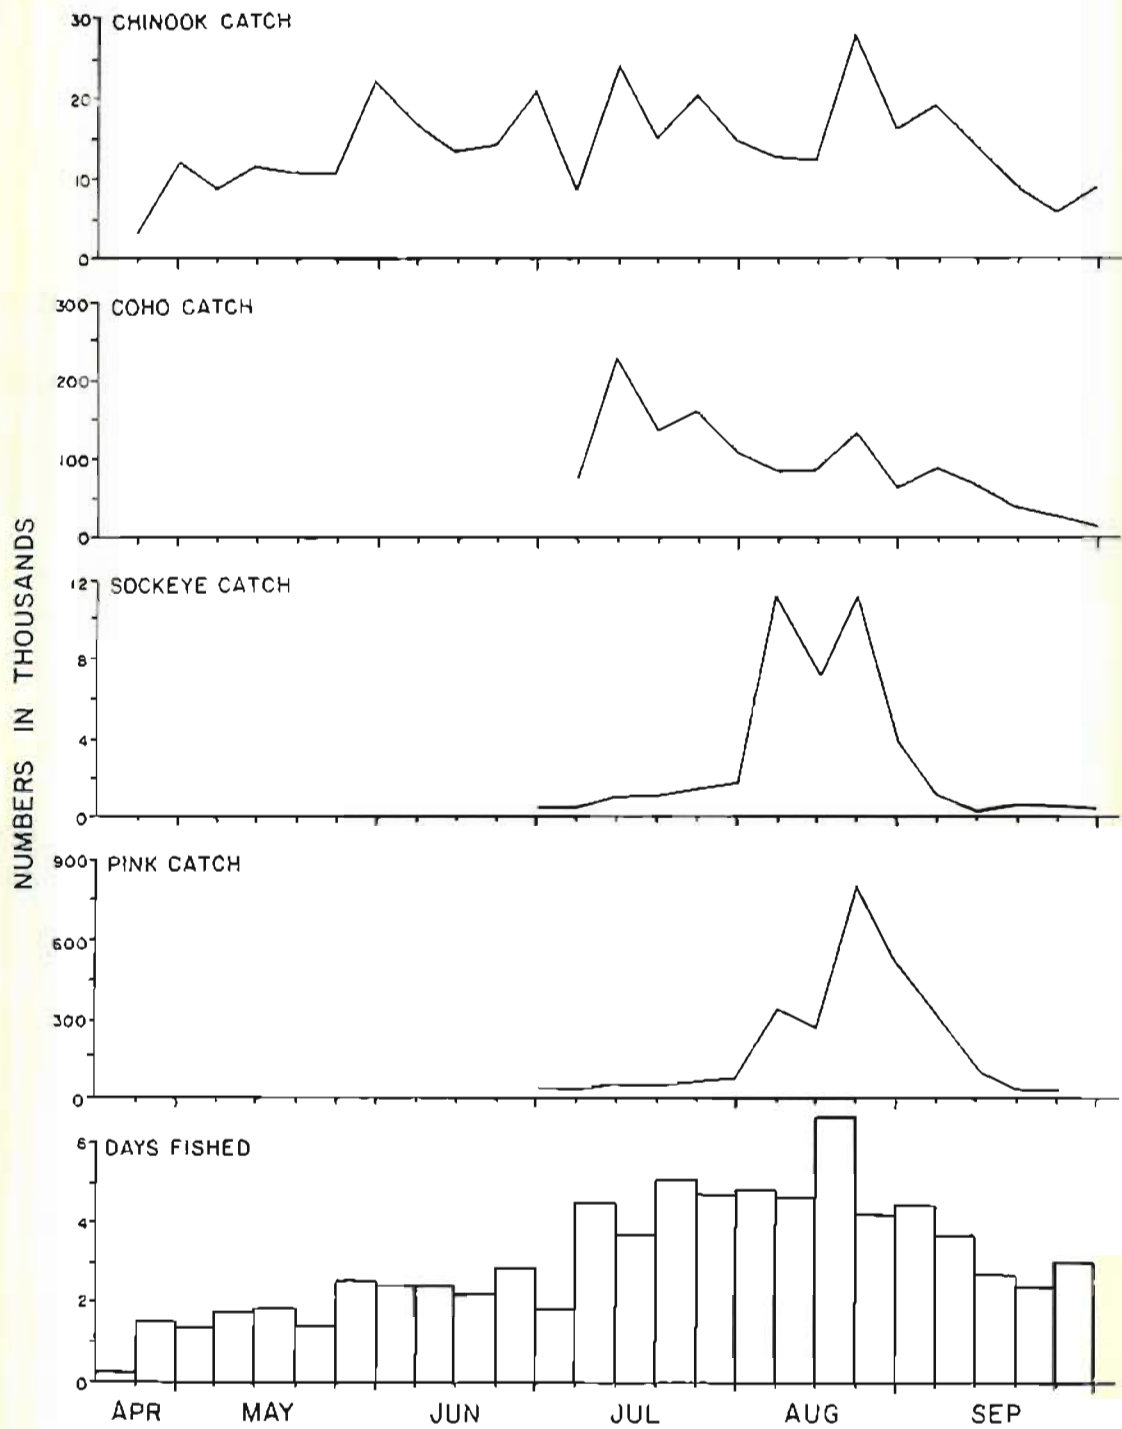 NUMBERS IN THOUSANDS
CHINOOK CATCH
30
20
10
0
COHO CATCH
300
200
100
0
SOCKEYE CATCH
12
8
4
0
PINK CATCH
900
600
300
0
DAYS FISHED
6
4
2
0
APR MAY JUN JUL AUG SEP